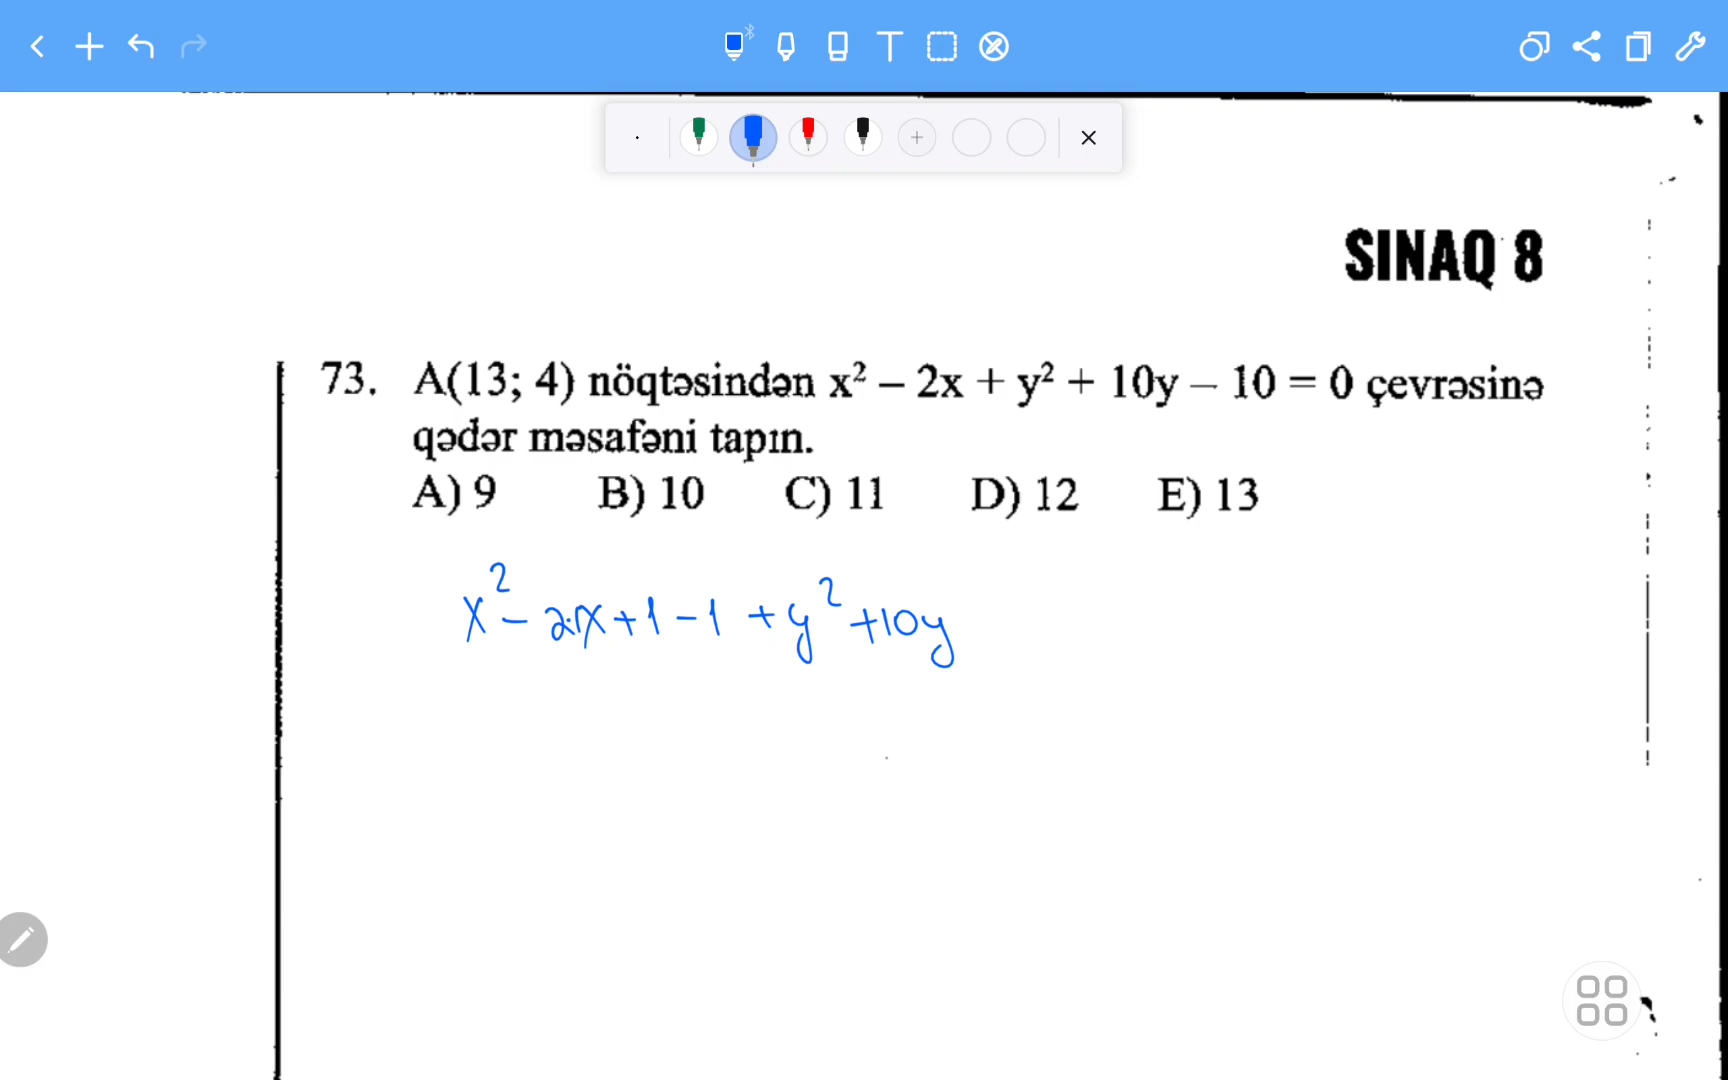 SINAQ 8
73. A(13; 4) nöqtəsindən x² – 2x + y² + 10y – 10 = 0 çevrəsinə
qədər məsafəni tapın.
A) 9 B) 10 C) 11 D) 12 E) 13
x² - 2·1x + 1 - 1 + y² + 10y